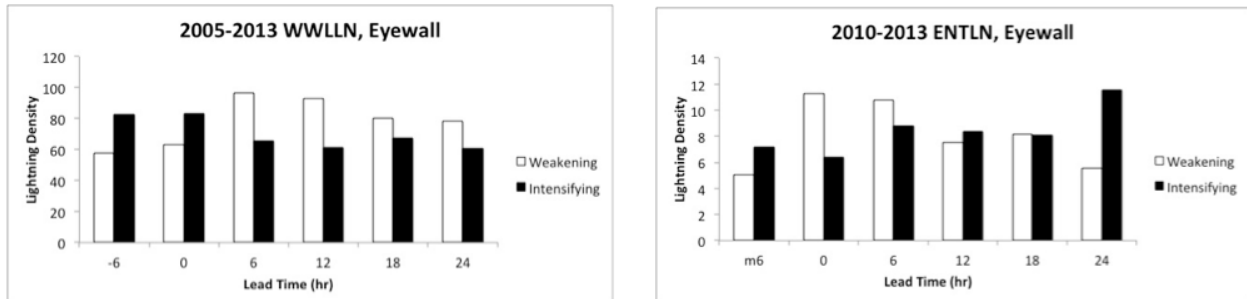 2005-2013 WWLLN, Eyewall
120
100
80
60
40
20
0
Lightning Density
-6 0 6 12 18 24
Lead Time (hr)
Weakening
Intensifying
2010-2013 ENTLN, Eyewall
14
12
10
8
6
4
2
0
Lightning Density
m6 0 6 12 18 24
Lead Time (hr)
Weakening
Intensifying